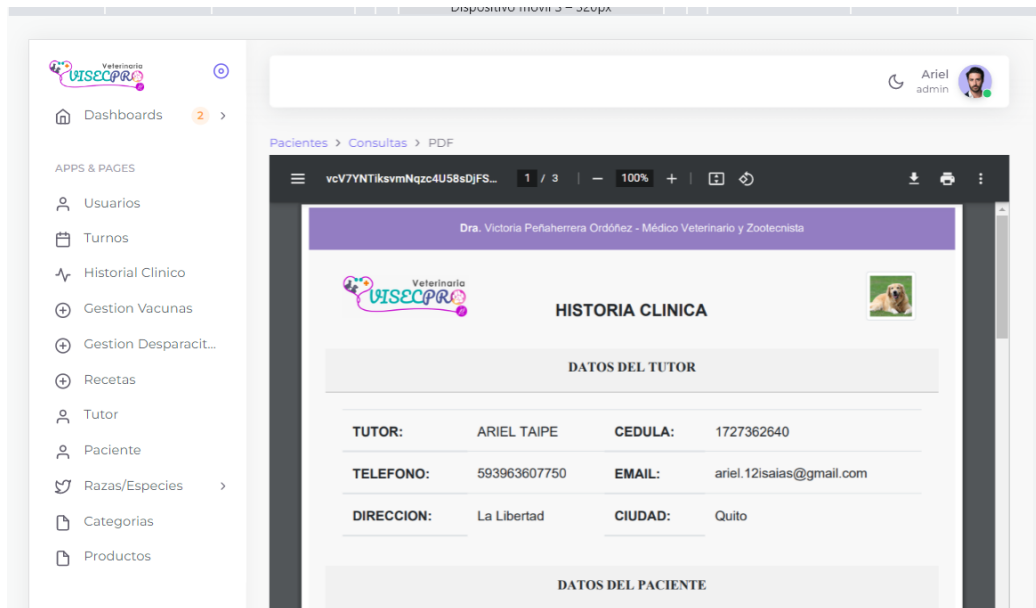 Dispositivo móvil S – 320px
Veterinaria
VISECPRO
Ariel
admin
Dashboards 2
Pacientes > Consultas > PDF
APPS & PAGES
Usuarios
Turnos
Historial Clinico
Gestion Vacunas
Gestion Desparacit...
Recetas
Tutor
Paciente
Razas/Especies
Categorias
Productos
vcV7YNTiksvmNqzc4U58sDjFS... 1 / 3 100%
Dra. Victoria Peñaherrera Ordóñez - Médico Veterinario y Zootecnista
Veterinaria
VISECPRO
HISTORIA CLINICA
DATOS DEL TUTOR
TUTOR: ARIEL TAIPE CEDULA: 1727362640
TELEFONO: 593963607750 EMAIL: ariel.12isaias@gmail.com
DIRECCION: La Libertad CIUDAD: Quito
DATOS DEL PACIENTE